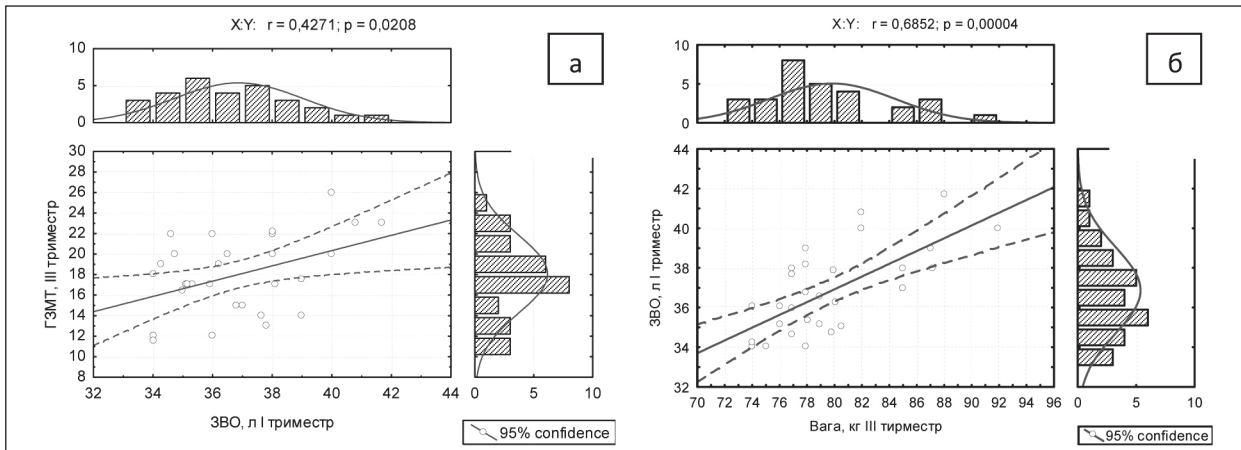 X:Y: r = 0,4271; p = 0,0208
а
10
5
0
30
28
26
24
22
20
18
16
14
12
10
8
32 34 36 38 40 42 44
0 5 10
ГЗМТ, III триместр
ЗВО, л I триместр
95% confidence
X:Y: r = 0,6852; p = 0,00004
б
10
5
0
44
42
40
38
36
34
32
70 72 74 76 78 80 82 84 86 88 90 92 94 96
0 5 10
ЗВО, л I триместр
Вага, кг III тирместр
95% confidence